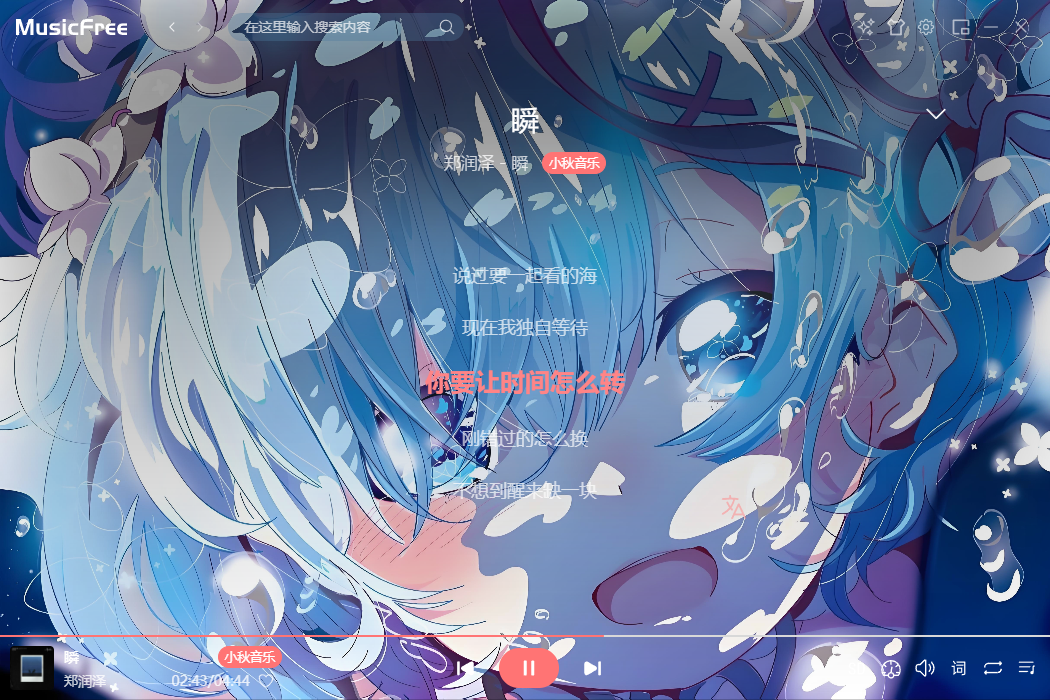 MusicFree
在这里输入搜索内容
瞬
郑润泽 - 瞬 小秋音乐
说过要一起看的海
现在我独自等待
你要让时间怎么转
刚错过的怎么换
不想到醒来缺一块
瞬 小秋音乐
郑润泽 02:43/04:44
词